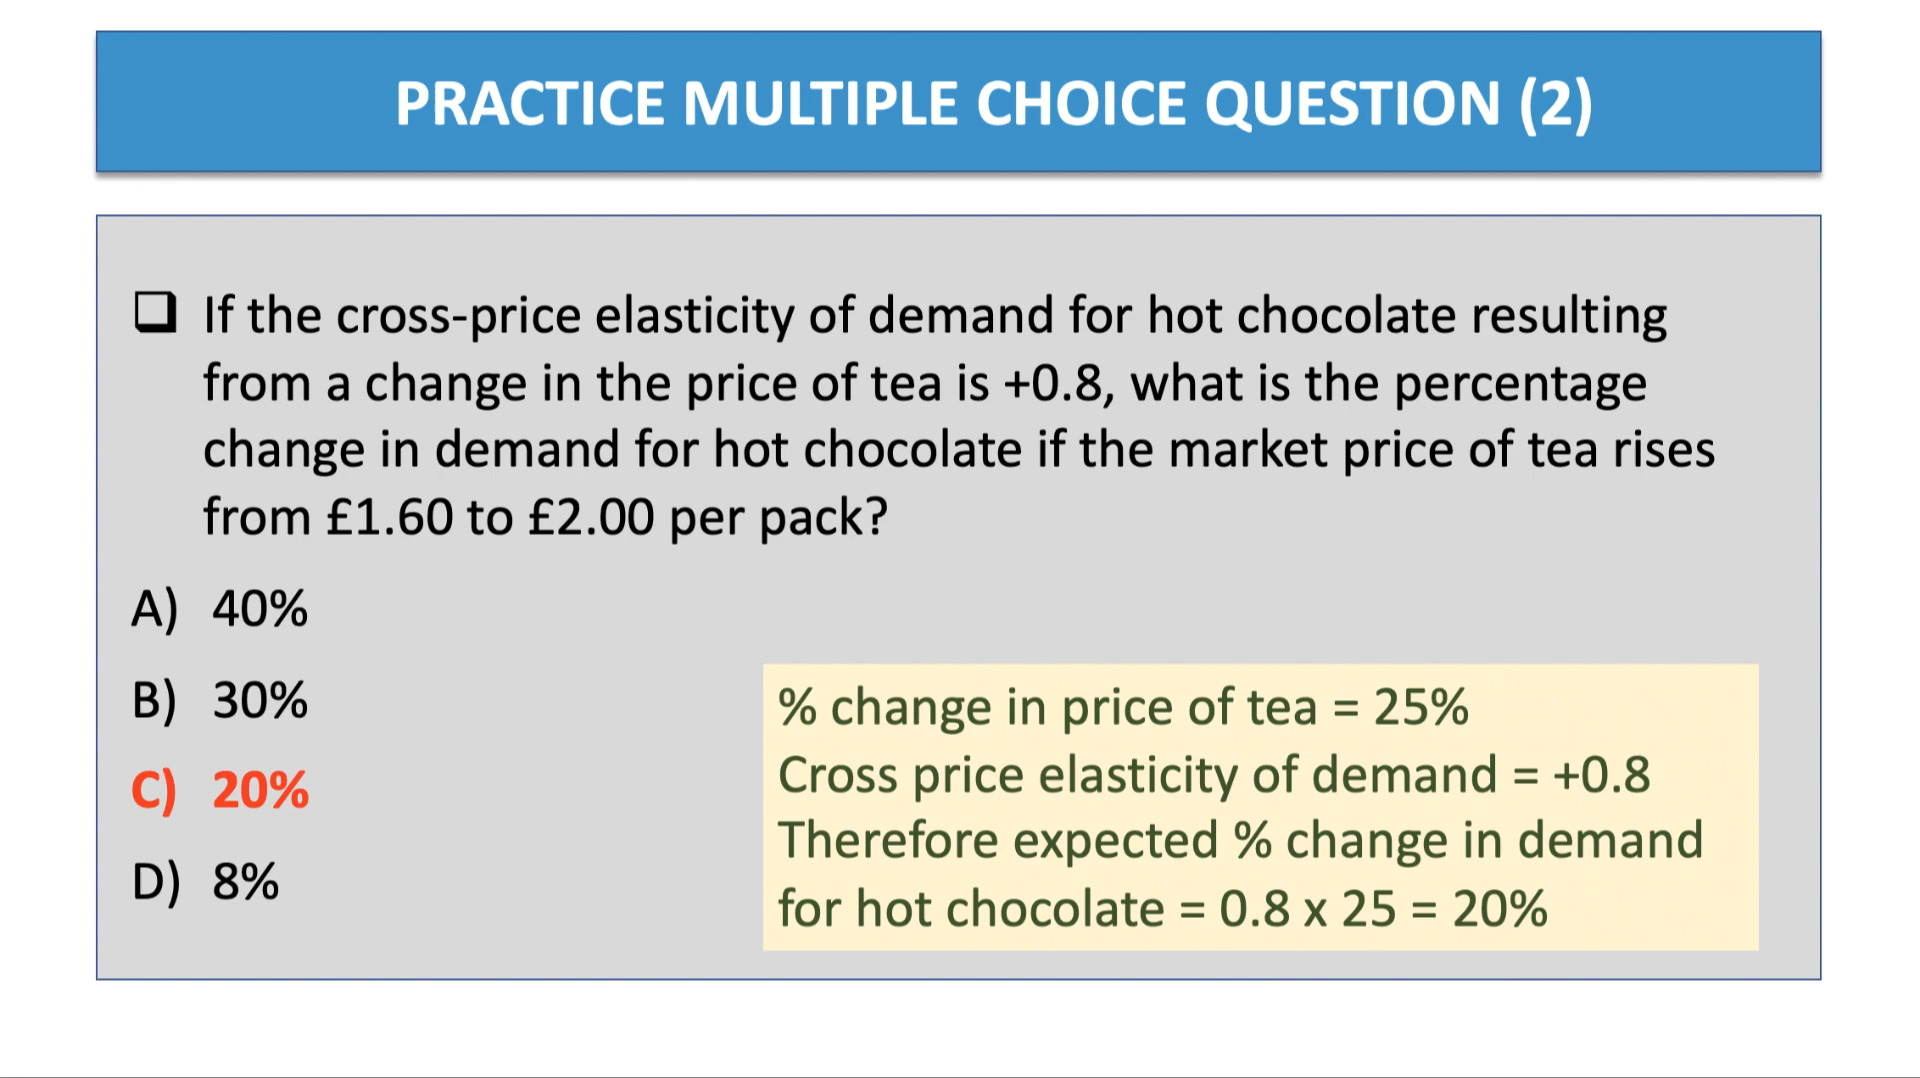 PRACTICE MULTIPLE CHOICE QUESTION (2)
If the cross-price elasticity of demand for hot chocolate resulting
from a change in the price of tea is +0.8, what is the percentage
change in demand for hot chocolate if the market price of tea rises
from £1.60 to £2.00 per pack?
A) 40%
B) 30%
C) 20%
D) 8%
% change in price of tea = 25%
Cross price elasticity of demand = +0.8
Therefore expected % change in demand
for hot chocolate = 0.8 x 25 = 20%